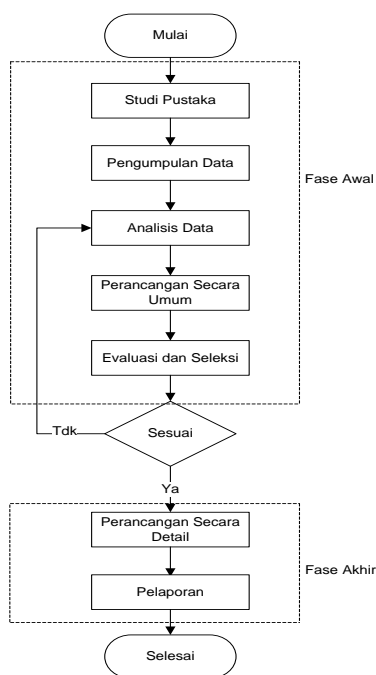 Mulai
Studi Pustaka
Pengumpulan Data
Fase Awal
Analisis Data
Perancangan Secara
Umum
Evaluasi dan Seleksi
Sesuai
Tdk
Ya
Perancangan Secara
Detail
Fase Akhir
Pelaporan
Selesai